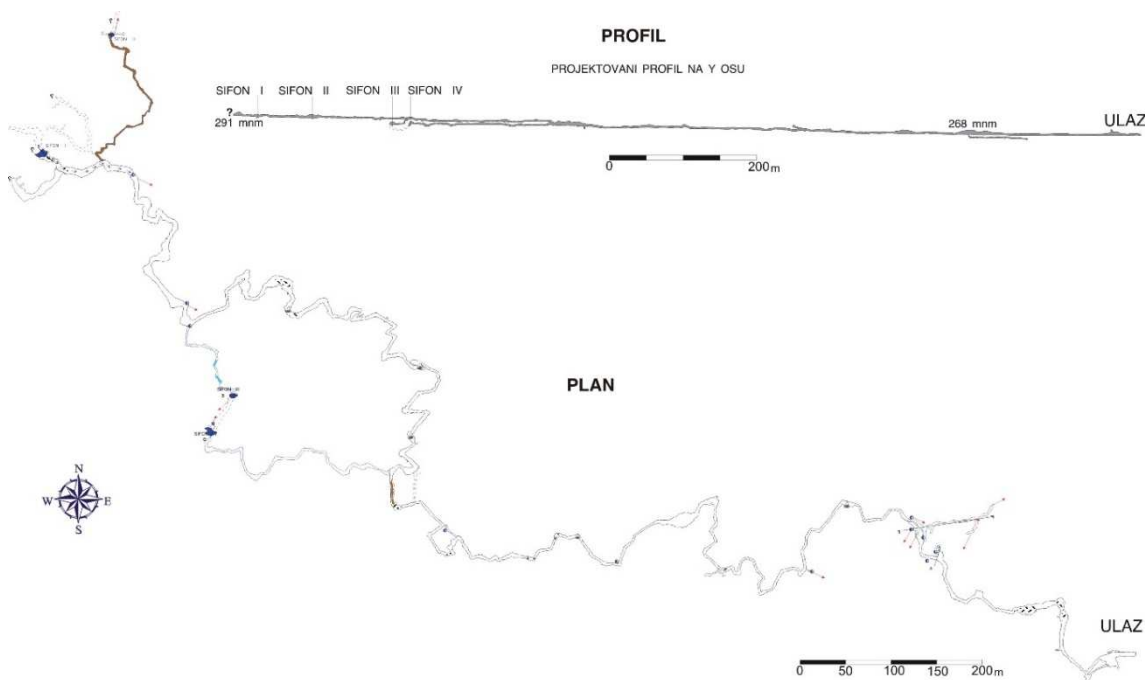 PROFIL
PROJEKTOVANI PROFIL NA Y OSU
SIFON I SIFON II SIFON III SIFON IV
?
291 mnm
268 mnm
ULAZ
0 200m
PLAN
N
W E
S
ULAZ
0 50 100 150 200 m